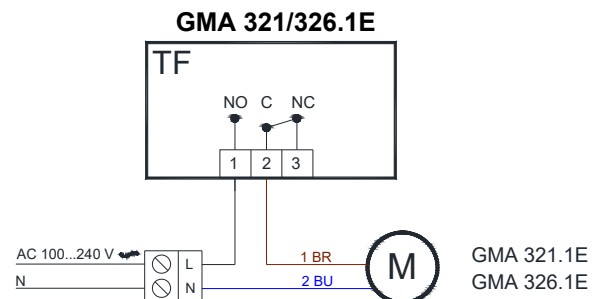 GMA 321/326.1E
TF
NO C NC
1 2 3
AC 100...240 V
L
1 BR
M
GMA 321.1E
N
N
2 BU
GMA 326.1E